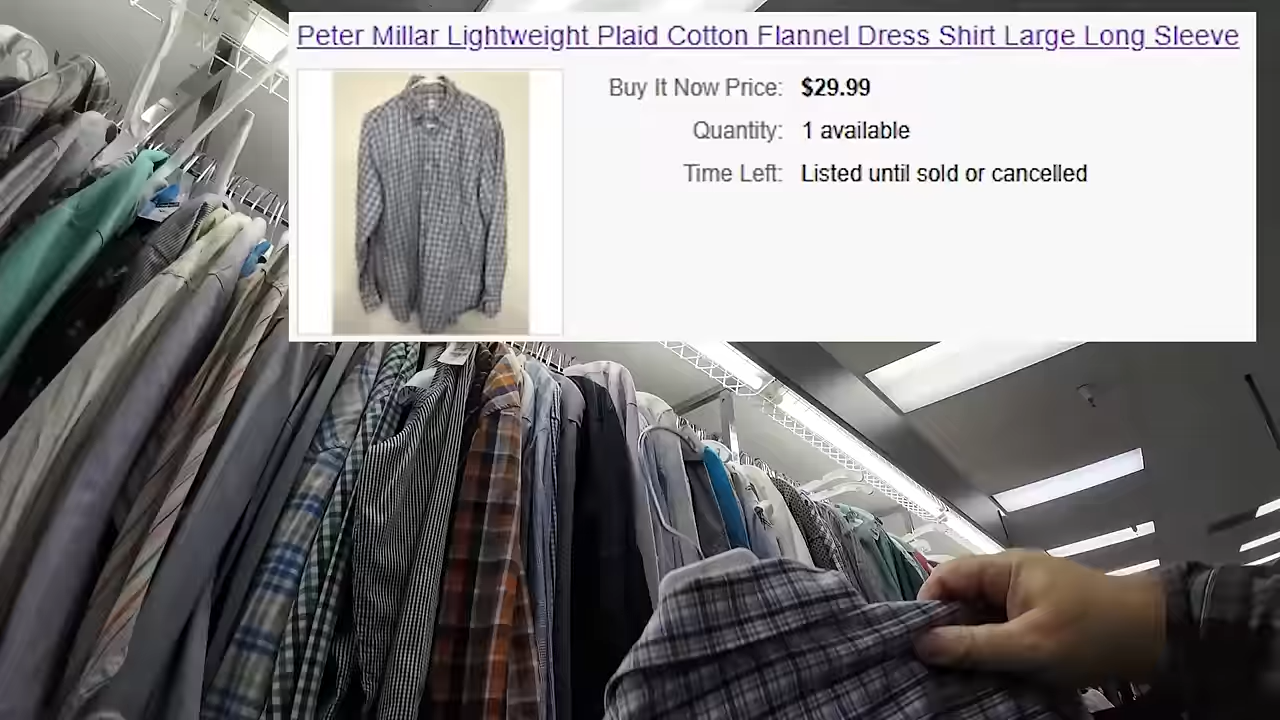 Peter Millar Lightweight Plaid Cotton Flannel Dress Shirt Large Long Sleeve
Buy It Now Price: $29.99
Quantity: 1 available
Time Left: Listed until sold or cancelled